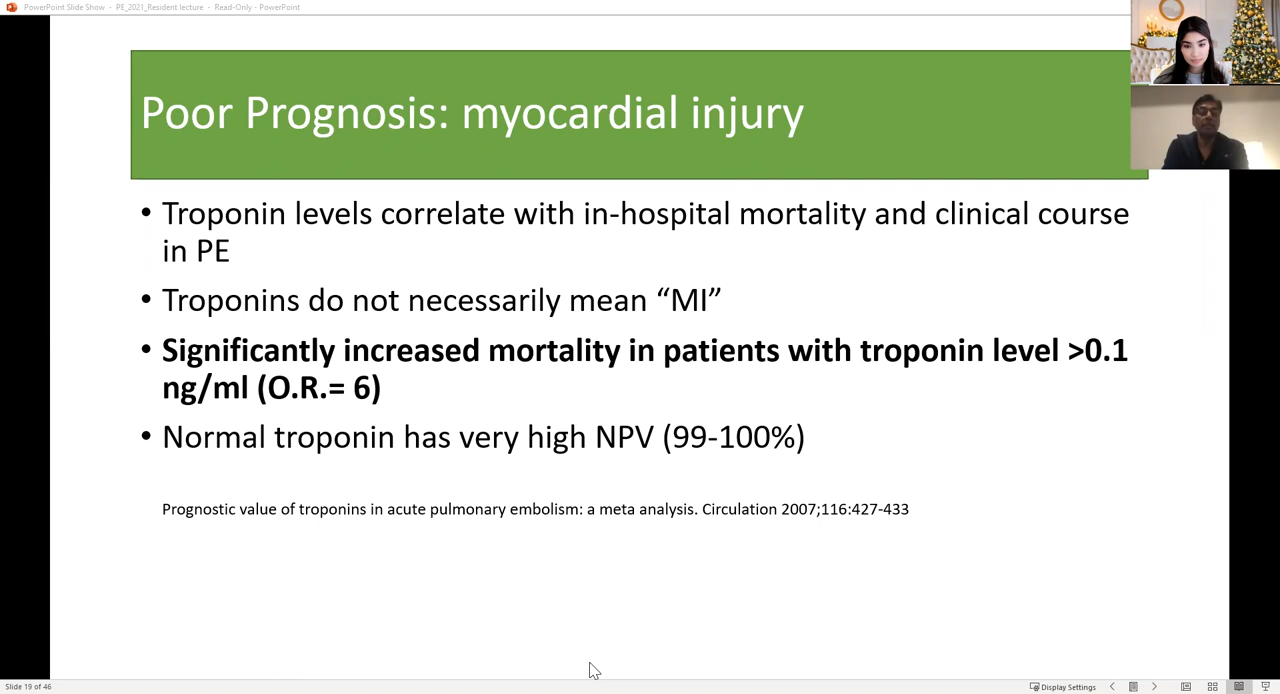 PowerPoint Slide Show - PE_2021_Resident lecture - Read-Only - PowerPoint
Poor Prognosis: myocardial injury
• Troponin levels correlate with in-hospital mortality and clinical course
in PE
• Troponins do not necessarily mean “MI”
• Significantly increased mortality in patients with troponin level >0.1
ng/ml (O.R.= 6)
• Normal troponin has very high NPV (99-100%)
Prognostic value of troponins in acute pulmonary embolism: a meta analysis. Circulation 2007;116:427-433
Slide 19 of 46
Display Settings